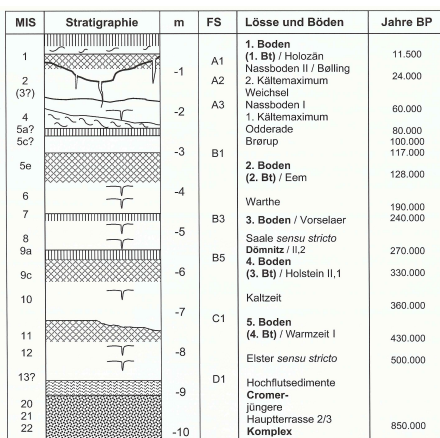 MIS Stratigraphie m FS Lösse und Böden Jahre BP
1. Boden
1 A1 (1. Bt) / Holozän 11.500
-1 Nassboden II / Bølling
2 A2 2. Kältemaximum 24.000
(3?) Weichsel
A3 Nassboden I 60.000
-2
4 1. Kältemaximum
5a? Odderade 80.000
5c? Brørup 100.000
-3 B1 117.000
5e 2. Boden
(2. Bt) / Eem 128.000
-4
6 Warthe 190.000
7 B3 3. Boden / Vorselaer 240.000
-5
8 Saale sensu stricto
9a Dömnitz / II,2 270.000
B5 4. Boden
9c -6 (3. Bt) / Holstein II,1 330.000
10 Kaltzeit
-7 360.000
C1 5. Boden
11 (4. Bt) / Warmzeit I 430.000
12 -8
Elster sensu stricto 500.000
13? D1 Hochflutsedimente
-9 Cromer-
20 jüngere
21 Hauptterrasse 2/3
22 -10 Komplex 850.000